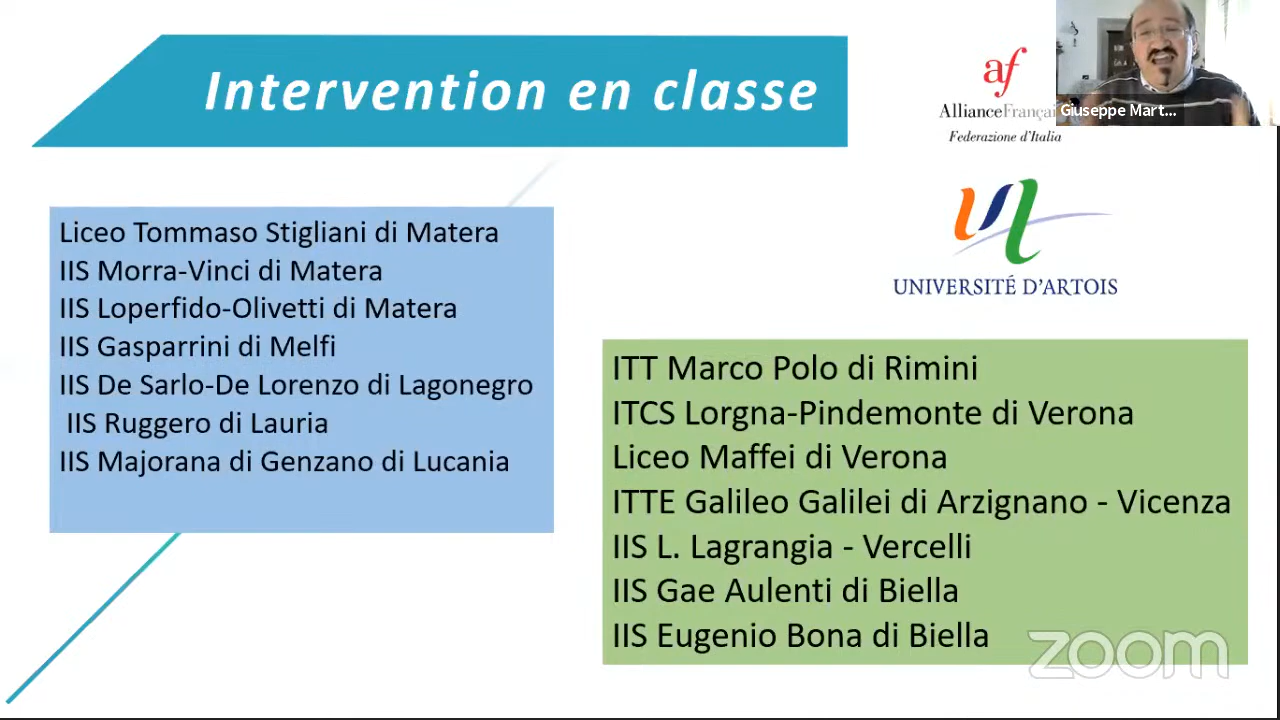 Intervention en classe
af
AllianceFrançai
Federazione d'Italia
Giuseppe Mart...
UNIVERSITÉ D'ARTOIS
Liceo Tommaso Stigliani di Matera
IIS Morra-Vinci di Matera
IIS Loperfido-Olivetti di Matera
IIS Gasparrini di Melfi
IIS De Sarlo-De Lorenzo di Lagonegro
IIS Ruggero di Lauria
IIS Majorana di Genzano di Lucania
ITT Marco Polo di Rimini
ITCS Lorgna-Pindemonte di Verona
Liceo Maffei di Verona
ITTE Galileo Galilei di Arzignano - Vicenza
IIS L. Lagrangia - Vercelli
IIS Gae Aulenti di Biella
IIS Eugenio Bona di Biella
zoom